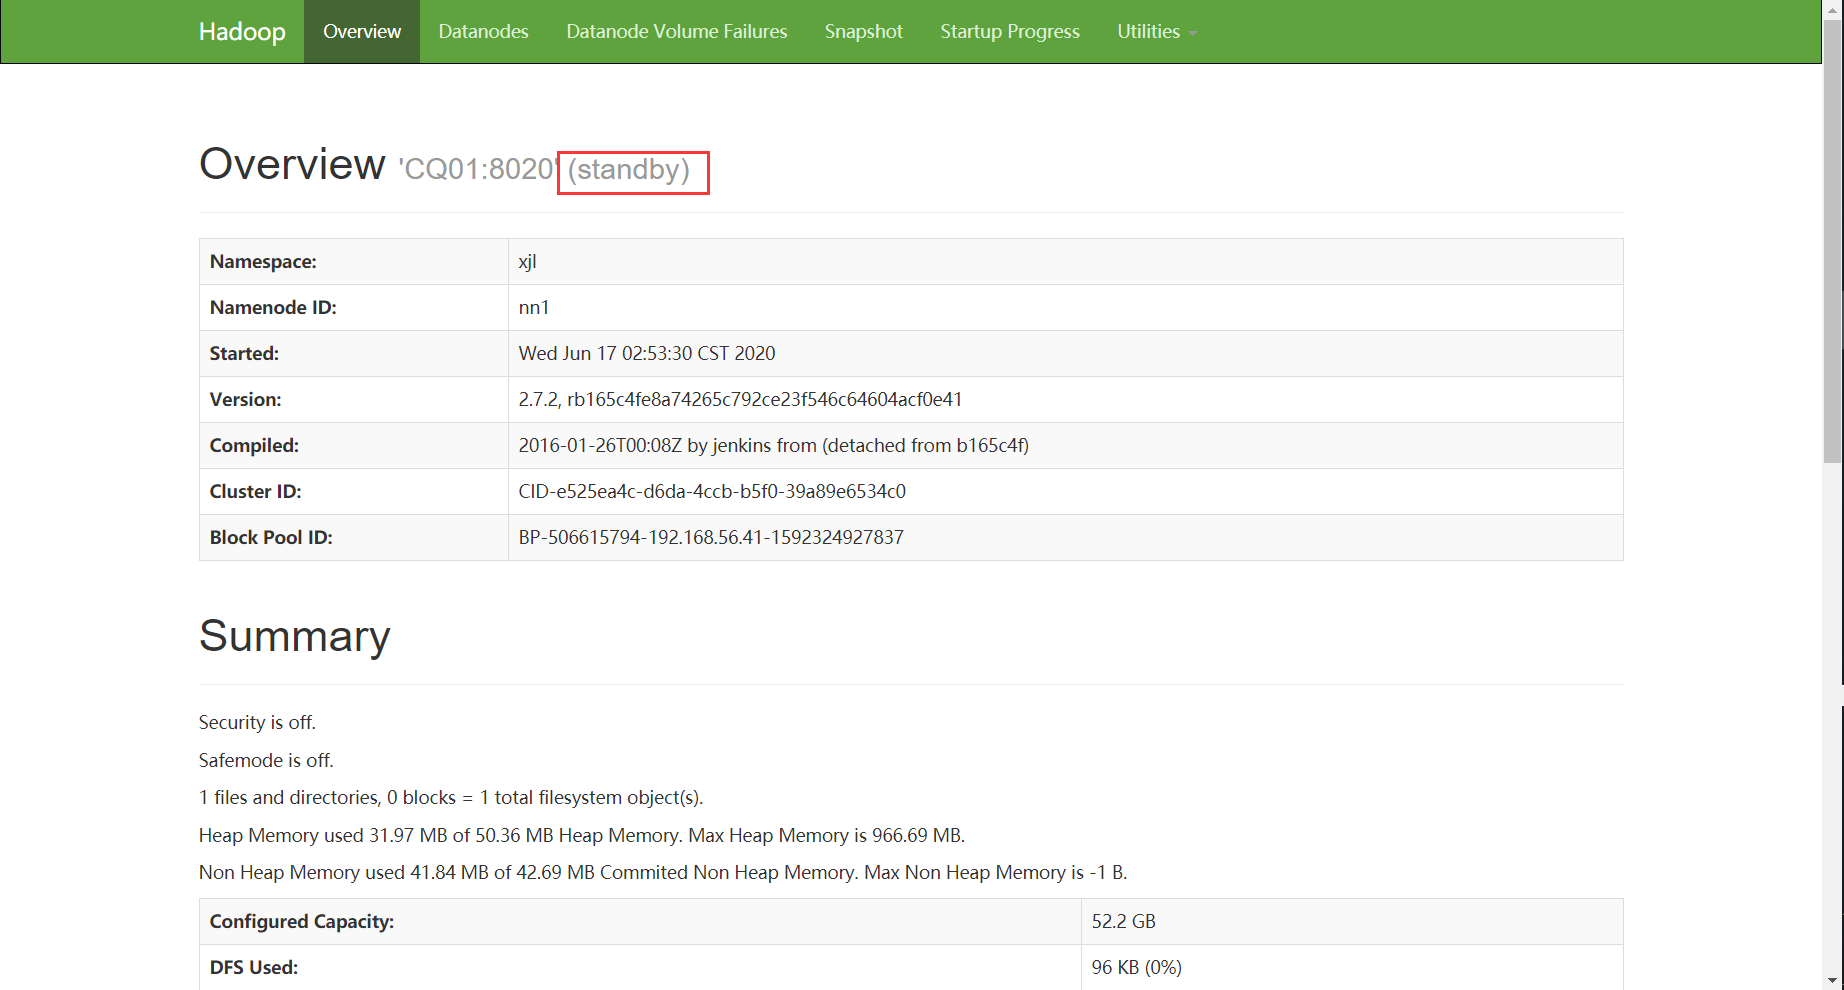 Hadoop Overview Datanodes Datanode Volume Failures Snapshot Startup Progress Utilities
Overview 'CQ01:8020' (standby)
Namespace: xjl
Namenode ID: nn1
Started: Wed Jun 17 02:53:30 CST 2020
Version: 2.7.2, rb165c4fe8a74265c792ce23f546c64604acf0e41
Compiled: 2016-01-26T00:08Z by jenkins from (detached from b165c4f)
Cluster ID: CID-e525ea4c-d6da-4ccb-b5f0-39a89e6534c0
Block Pool ID: BP-506615794-192.168.56.41-1592324927837
Summary
Security is off.
Safemode is off.
1 files and directories, 0 blocks = 1 total filesystem object(s).
Heap Memory used 31.97 MB of 50.36 MB Heap Memory. Max Heap Memory is 966.69 MB.
Non Heap Memory used 41.84 MB of 42.69 MB Commited Non Heap Memory. Max Non Heap Memory is -1 B.
Configured Capacity: 52.2 GB
DFS Used: 96 KB (0%)